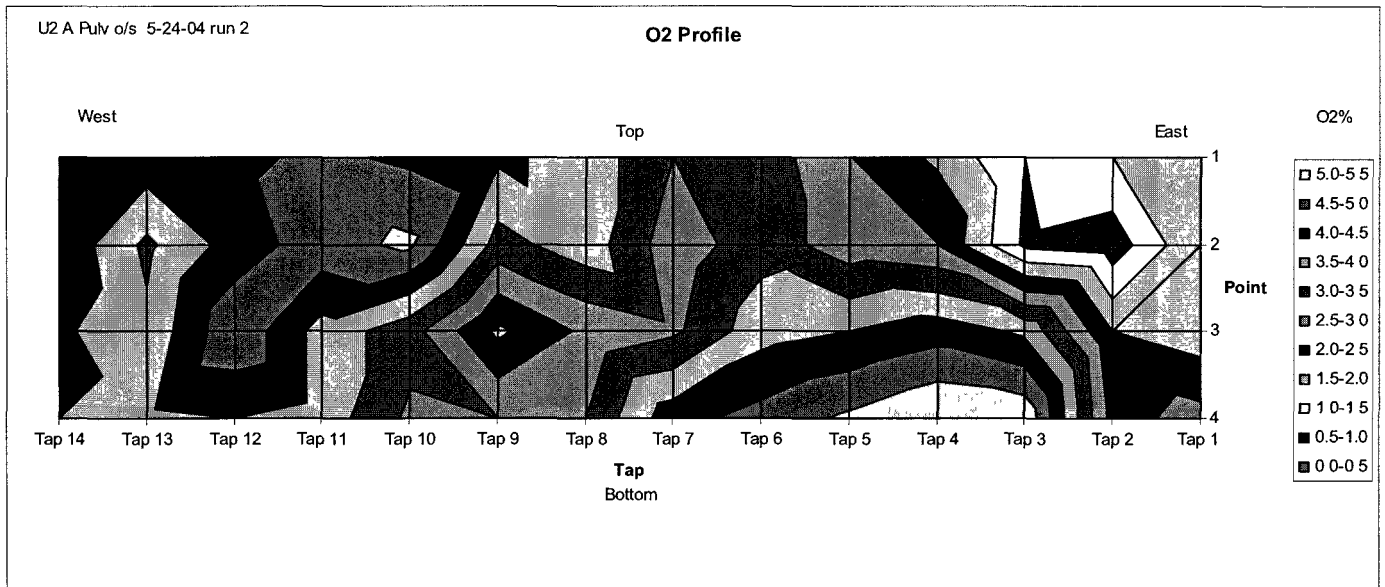 U2 A Pulv o/s 5-24-04 run 2
O2 Profile
West
Top
East
O2%
1
2
Point
3
4
5.0-5 5
4.5-5 0
4.0-4.5
3.5-4 0
3.0-3 5
2.5-3 0
2.0-2 5
1.5-2.0
1 0-1 5
0.5-1.0
0 0-0 5
Tap 14 Tap 13 Tap 12 Tap 11 Tap 10 Tap 9 Tap 8 Tap 7 Tap 6 Tap 5 Tap 4 Tap 3 Tap 2 Tap 1
Tap
Bottom